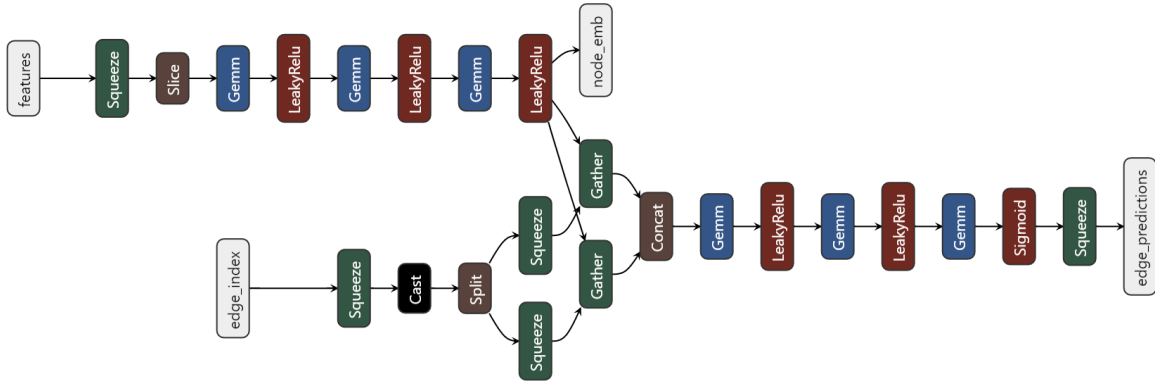 features
Squeeze
Slice
Gemm
LeakyRelu
Gemm
LeakyRelu
Gemm
LeakyRelu
node_emb
edge_index
Squeeze
Cast
Split
Squeeze
Squeeze
Gather
Gather
Concat
Gemm
LeakyRelu
Gemm
LeakyRelu
Gemm
Sigmoid
Squeeze
edge_predictions